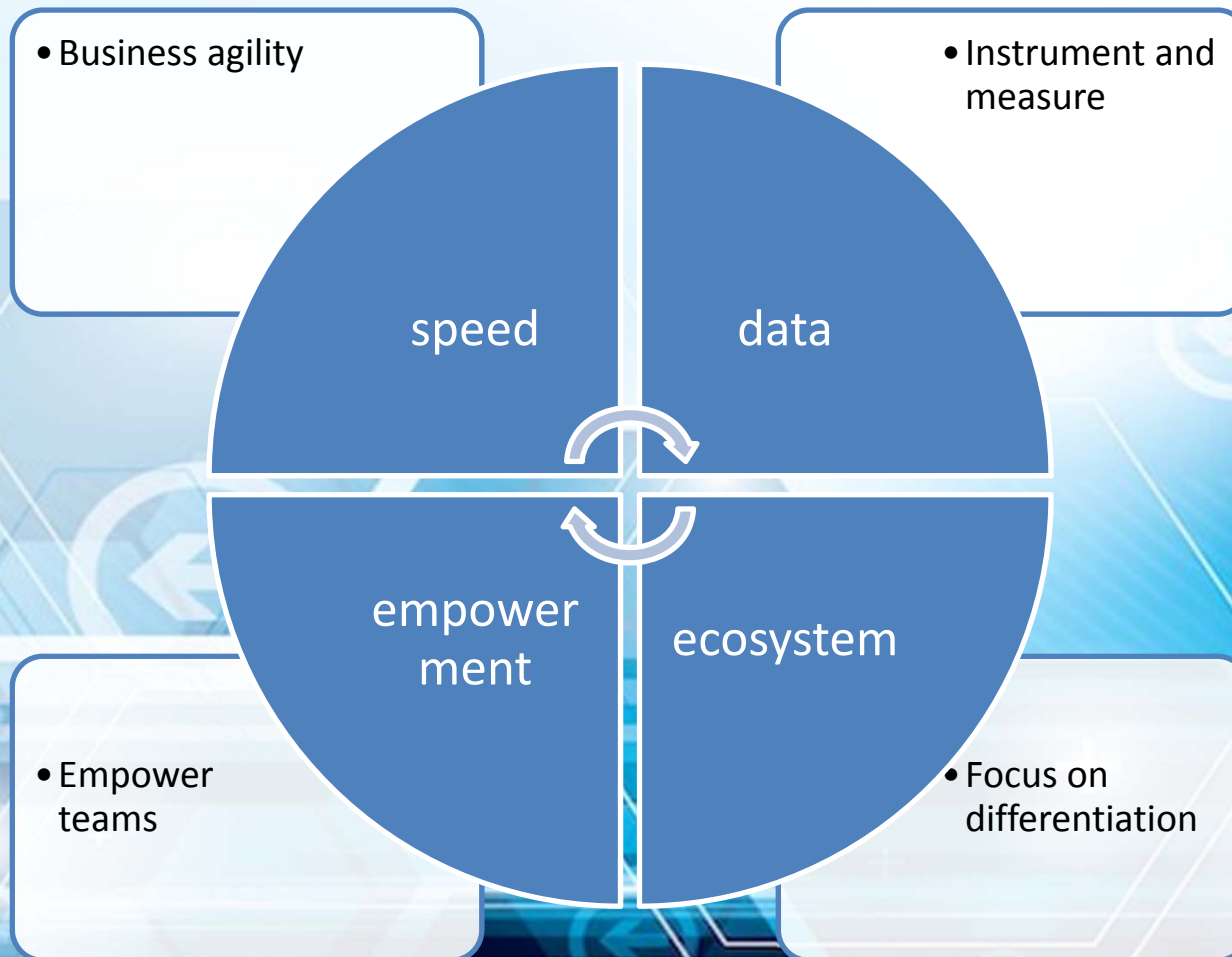 • Business agility
• Instrument and
measure
speed
data
empower
ment
ecosystem
• Empower
teams
• Focus on
differentiation